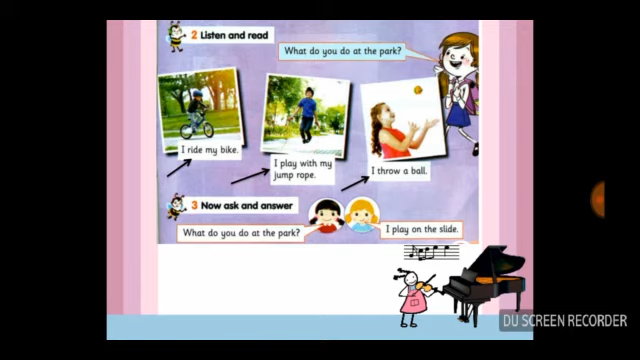 2 Listen and read
What do you do at the park?
I ride my bike.
I play with my
jump rope.
I throw a ball.
3 Now ask and answer
What do you do at the park?
I play on the slide.
DU SCREEN RECORDER